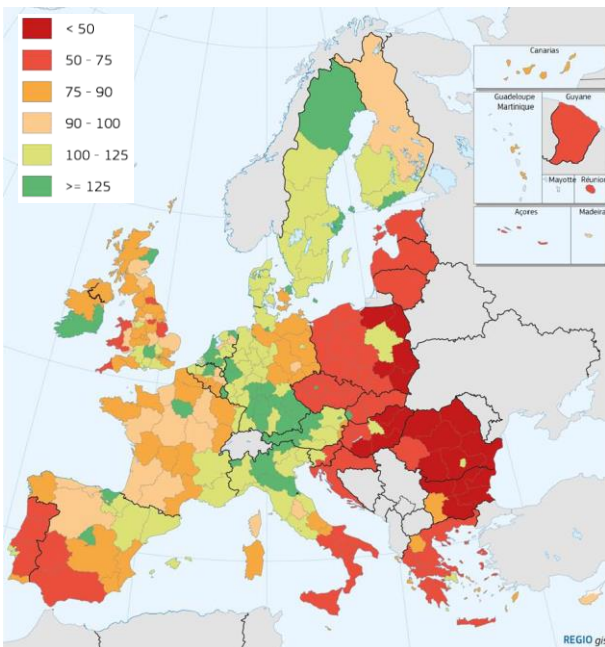 < 50
50 - 75
75 - 90
90 - 100
100 - 125
>= 125
Canarias
Guadeloupe
Martinique
Guyane
Mayotte
Réunion
Açores
Madeira
REGIO gis